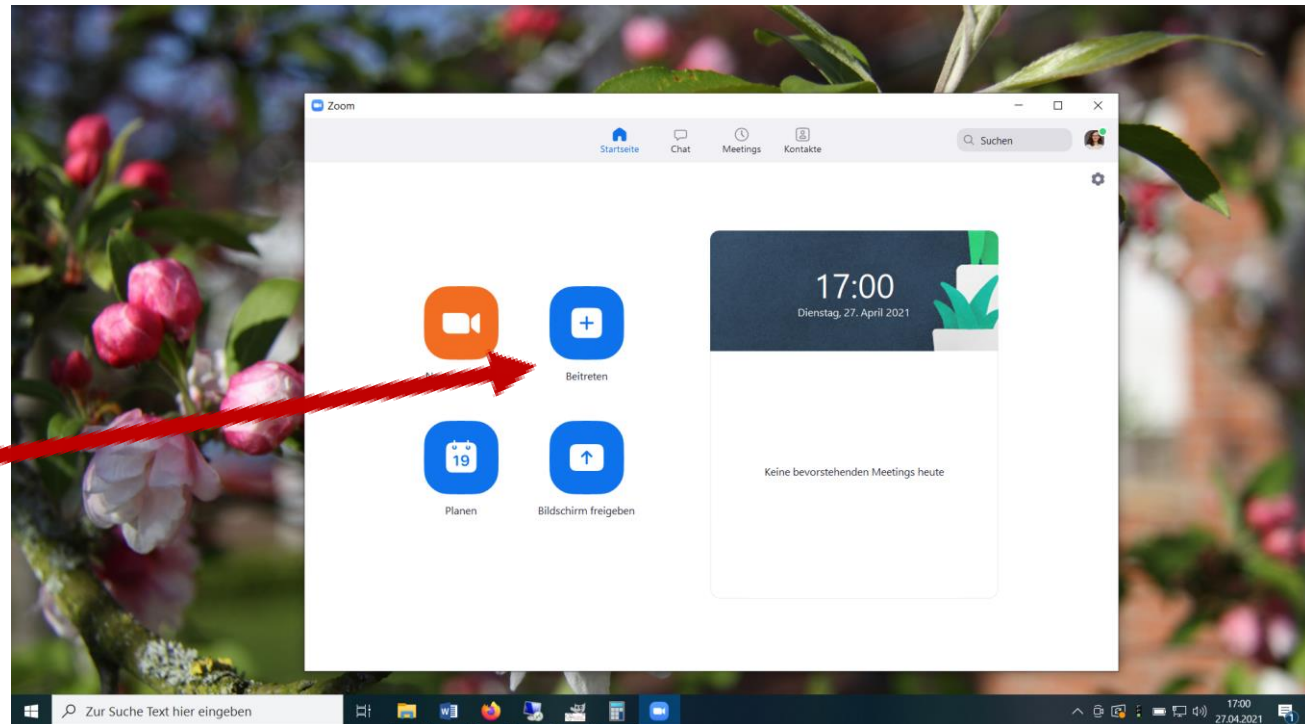 Zoom
Startseite Chat Meetings Kontakte
Suchen
17:00
Dienstag, 27. April 2021
Beitreten
19
Planen Bildschirm freigeben
Keine bevorstehenden Meetings heute
Zur Suche Text hier eingeben
17:00
27.04.2021